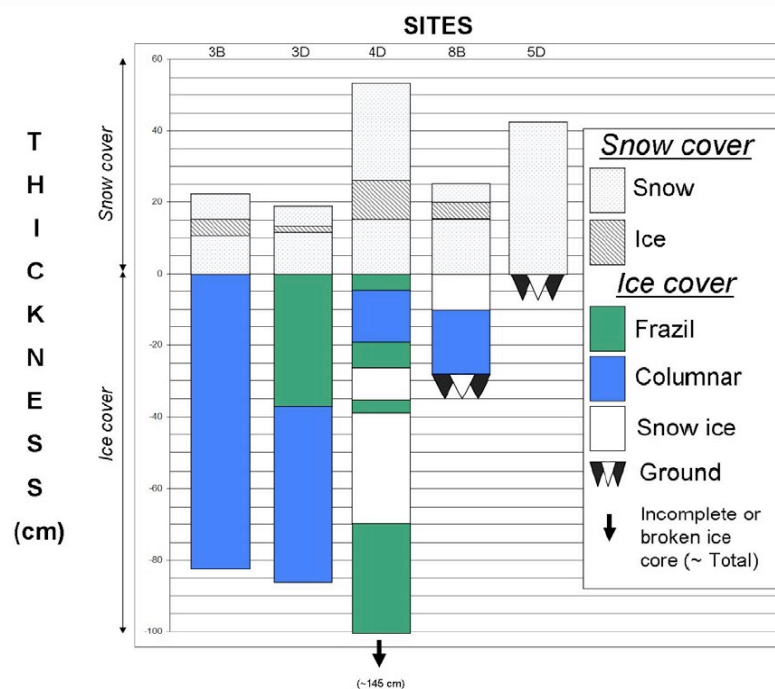 SITES
3B 3D 4D 8B 5D
60
40
20
0
-20
-40
-60
-80
-100
T
H
I
C
K
N
E
S
S
(cm)
Snow cover
Ice cover
Snow cover
Snow
Ice
Ice cover
Frazil
Columnar
Snow ice
Ground
Incomplete or
broken ice
core (~ Total)
(~145 cm)